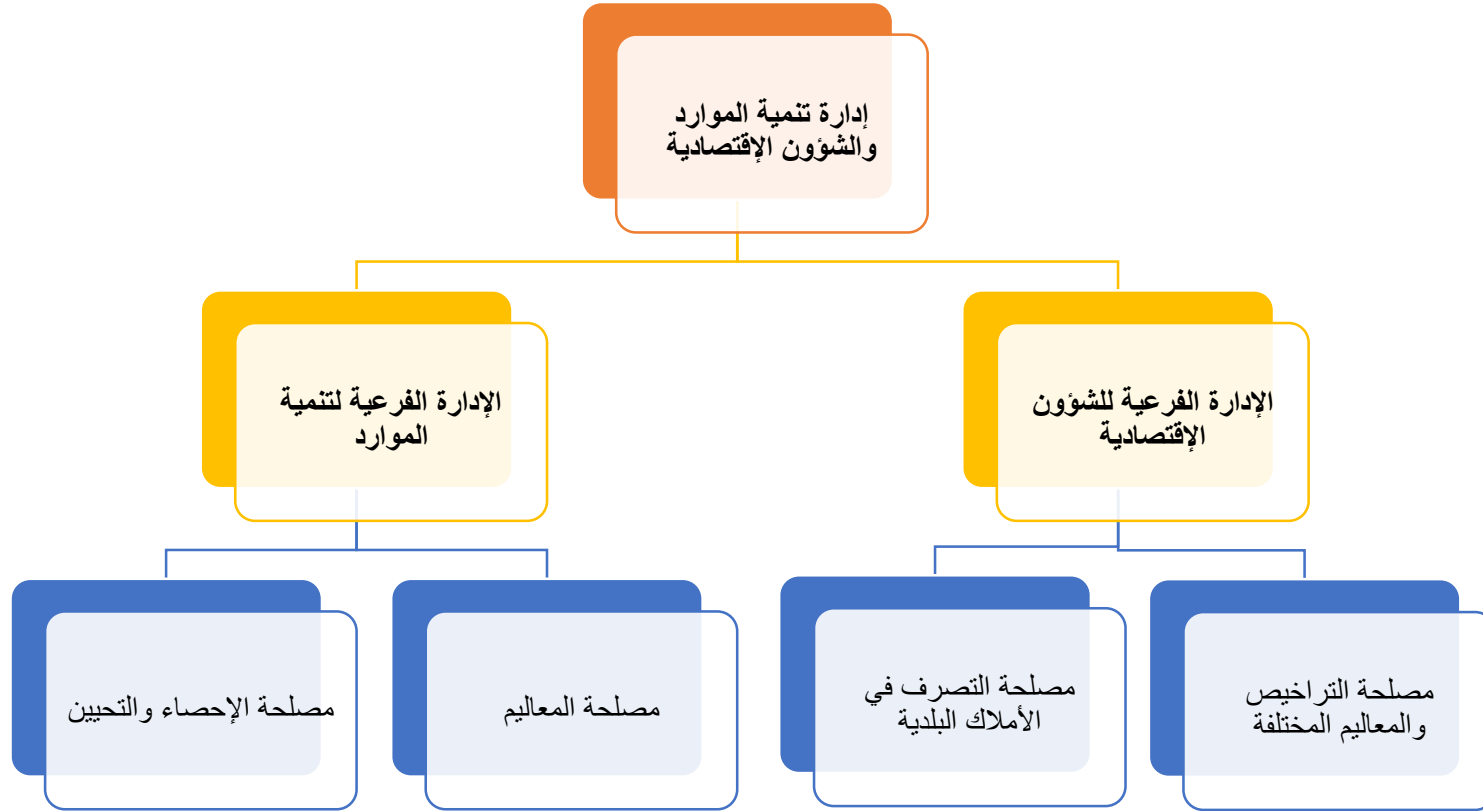 إدارة تنمية الموارد
والشؤون الإقتصادية
الإدارة الفرعية للشؤون
الإقتصادية
الإدارة الفرعية لتنمية
الموارد
مصلحة التراخيص
والمعاليم المختلفة
مصلحة التصرف في
الأملاك البلدية
مصلحة المعاليم
مصلحة الإحصاء والتحيين